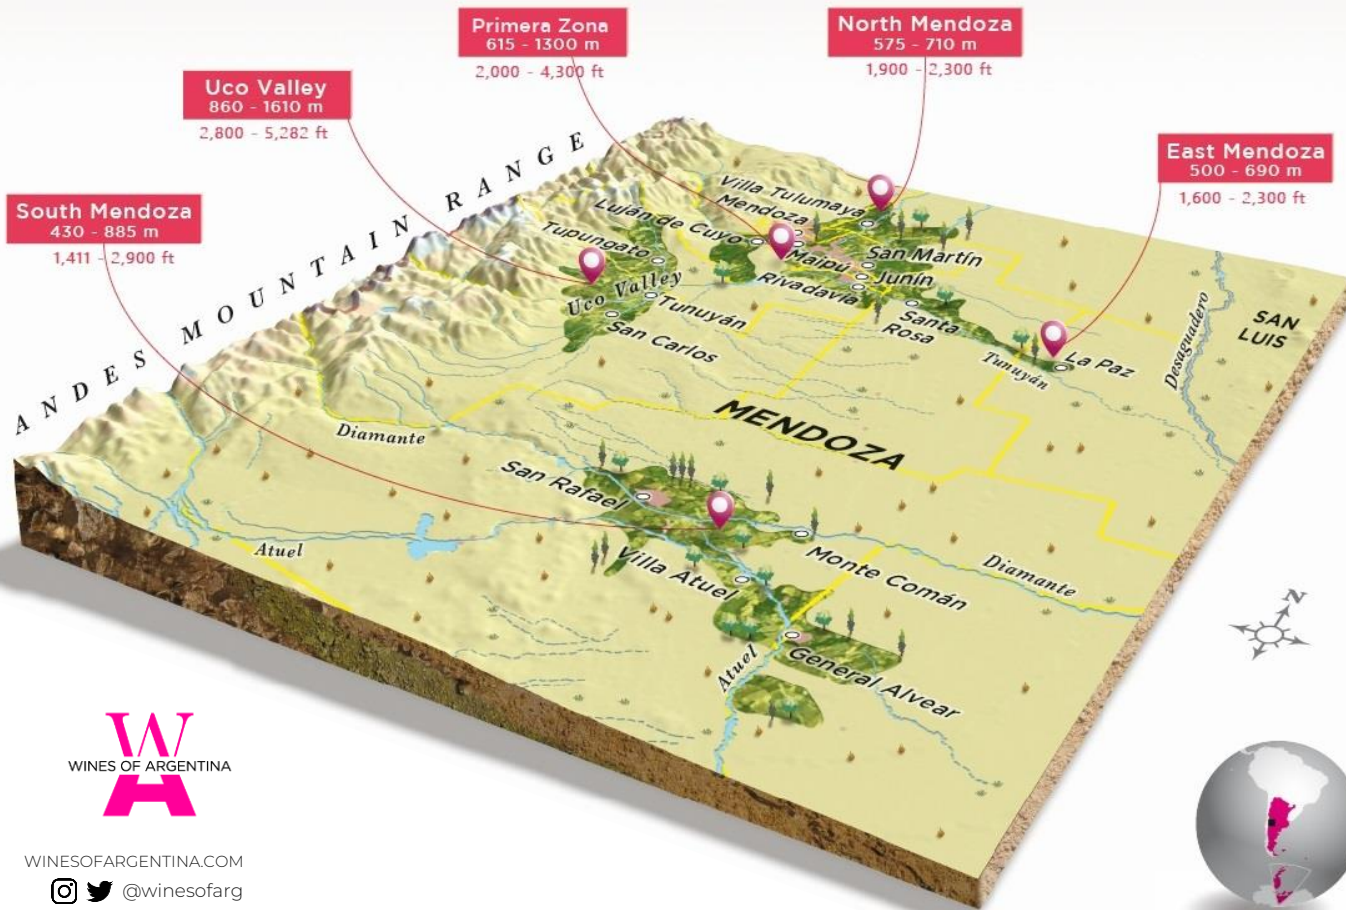 Primera Zona
615 - 1300 m
2,000 - 4,300 ft
North Mendoza
575 - 710 m
1,900 - 2,300 ft
Uco Valley
860 - 1610 m
2,800 - 5,282 ft
East Mendoza
500 - 690 m
1,600 - 2,300 ft
South Mendoza
430 - 885 m
1,411 - 2,900 ft
ANDES MOUNTAIN RANGE
Villa Tulumaya
Mendoza
Luján de Cuyo
Maipú
San Martín
Junín
Rivadavía
Tupungato
Uco Valley
Tunuyán
San Carlos
Santa
Rosa
Tunuyán
La Paz
Desaguadero
SAN
LUIS
MENDOZA
Diamante
San Rafael
Atuel
Villa Atuel
Monte Comán
Diamante
General Alvear
Atuel
N
WA
WINES OF ARGENTINA
WINESOFARGENTINA.COM
@winesofarg